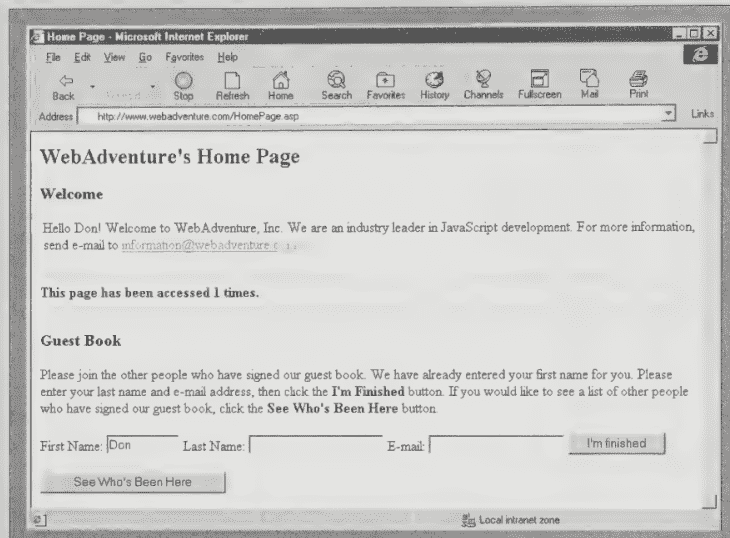 Home Page - Microsoft Internet Explorer
File Edit View Go Favorites Help
Back Stop Refresh Home Search Favorites History Channels Fullscreen Mail Print
Address http://www.webadventure.com/HomePage.asp Links
WebAdventure's Home Page
Welcome
Hello Don! Welcome to WebAdventure, Inc. We are an industry leader in JavaScript development. For more information,
send e-mail to
This page has been accessed 1 times.
Guest Book
Please join the other people who have signed our guest book. We have already entered your first name for you. Please
enter your last name and e-mail address, then click the I'm Finished button. If you would like to see a list of other people
who have signed our guest book, click the See Who's Been Here button.
First Name: Don Last Name: E-mail: I'm finished
See Who's Been Here
Local intranet zone